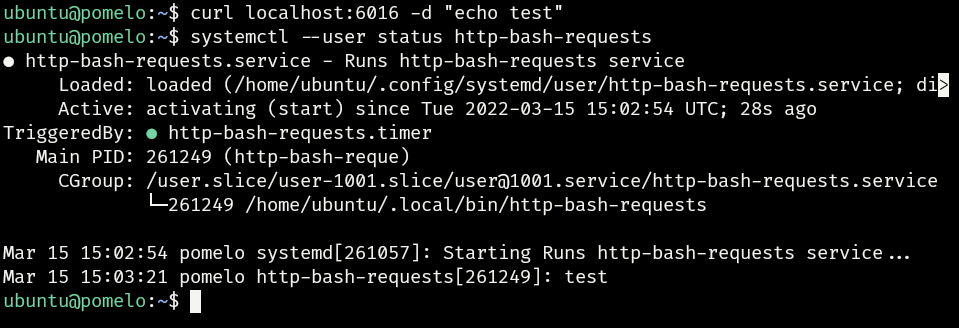 ubuntu@pomelo:~$ curl localhost:6016 -d "echo test"
ubuntu@pomelo:~$ systemctl --user status http-bash-requests
● http-bash-requests.service - Runs http-bash-requests service
     Loaded: loaded (/home/ubuntu/.config/systemd/user/http-bash-requests.service; di>
     Active: activating (start) since Tue 2022-03-15 15:02:54 UTC; 28s ago
TriggeredBy: ● http-bash-requests.timer
   Main PID: 261249 (http-bash-reque)
     CGroup: /user.slice/user-1001.slice/user@1001.service/http-bash-requests.service
             └─261249 /home/ubuntu/.local/bin/http-bash-requests

Mar 15 15:02:54 pomelo systemd[261057]: Starting Runs http-bash-requests service...
Mar 15 15:03:21 pomelo http-bash-requests[261249]: test
ubuntu@pomelo:~$